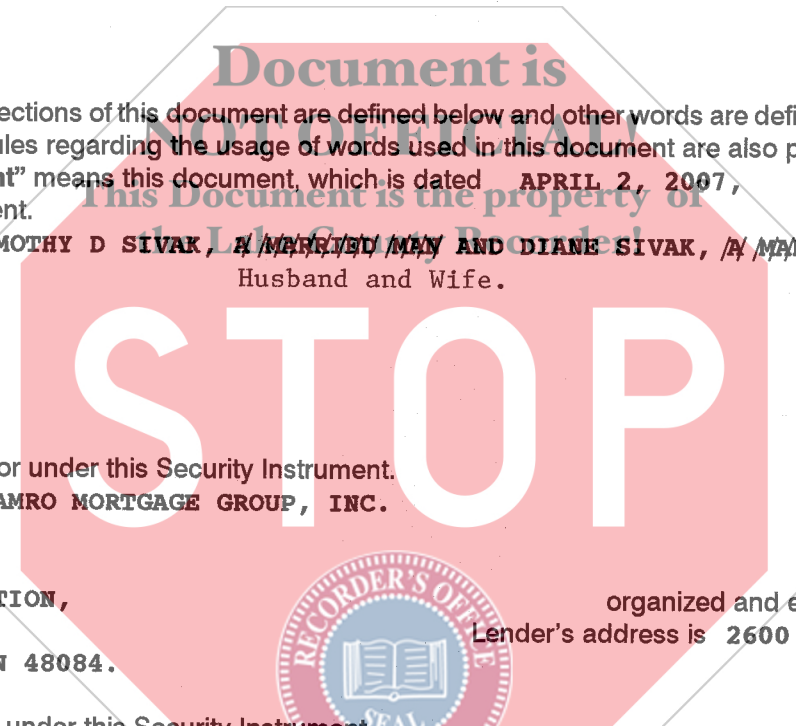 Document is
ections of this document are defined below and other words are defi
NOT OFFICIAL!
ules regarding the usage of words used in this document are also p
nt” means this document, which is dated APRIL 2, 2007,
This Document is the property of
ent.
the Lake County Recorder!
MOTHY D SIVAK, A MARRIED MAN AND DIANE SIVAK, A MA
Husband and Wife.
STOP
or under this Security Instrument.
AMRO MORTGAGE GROUP, INC.
RECORDER'S OFFICE
TION,
organized and e
Lender's address is 2600
N 48084.
SEAL
under this Security Instrument